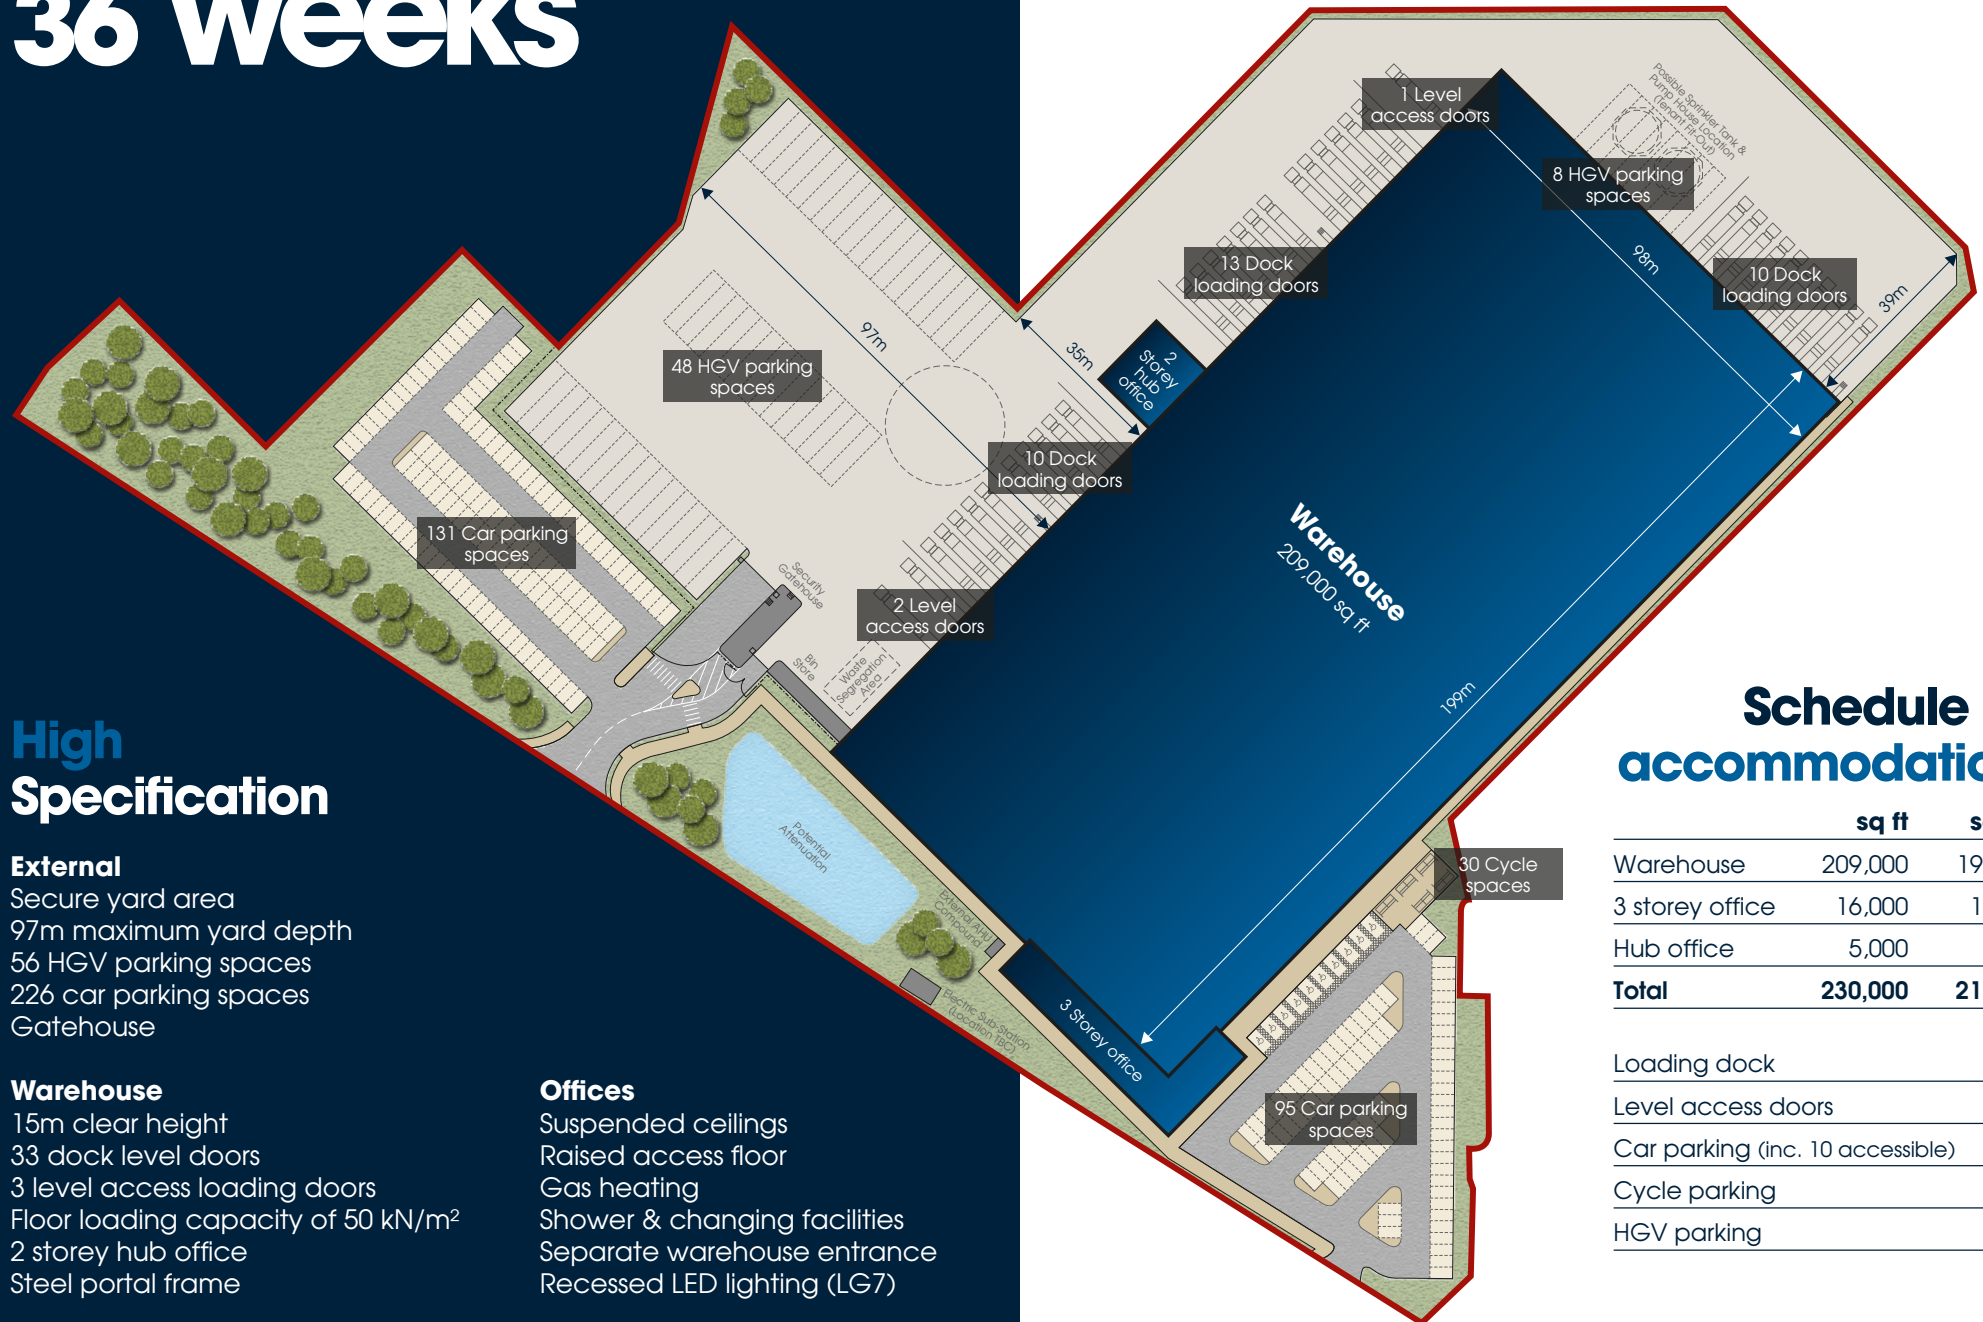 36 weeks
1 Level
access doors
Possible Sprinkler Tank &
Pump House Location
(Tenant Fit-Out)
8 HGV parking
spaces
98m
13 Dock
loading doors
10 Dock
loading doors
39m
97m
35m
2
Storey
hub
office
48 HGV parking
spaces
10 Dock
loading doors
131 Car parking
spaces
Warehouse
209,000 sq ft
Security
Gatehouse
2 Level
access doors
Bin
Store
Waste
Segregation
Area
199m
Potential
Attenuation
External AHU
Compound
Electric Sub-Station
(Location TBC)
3 Storey office
30 Cycle
spaces
95 Car parking
spaces
High
Specification
External
Secure yard area
97m maximum yard depth
56 HGV parking spaces
226 car parking spaces
Gatehouse
Warehouse
15m clear height
33 dock level doors
3 level access loading doors
Floor loading capacity of 50 kN/m²
2 storey hub office
Steel portal frame
Offices
Suspended ceilings
Raised access floor
Gas heating
Shower & changing facilities
Separate warehouse entrance
Recessed LED lighting (LG7)
Schedule
sq ft
Warehouse 209,000
3 storey office 16,000
Hub office 5,000
Total 230,000
Loading dock
Level access doors
Car parking (inc. 10 accessible)
Cycle parking
HGV parking